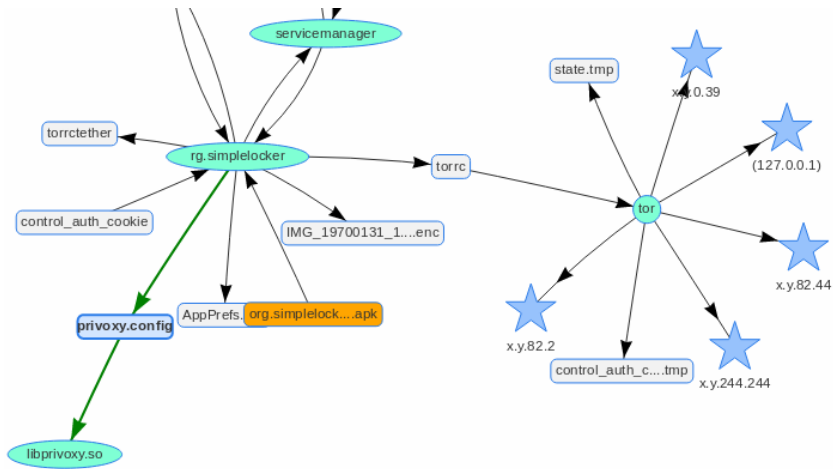 servicemanager
state.tmp
x.y.0.39
torrctether
(127.0.0.1)
rg.simplelocker
torrc
tor
control_auth_cookie
IMG_19700131_1....enc
x.y.82.44
AppPrefs.
org.simplelock....apk
privoxy.config
x.y.82.2
control_auth_c....tmp
x.y.244.244
libprivoxy.so